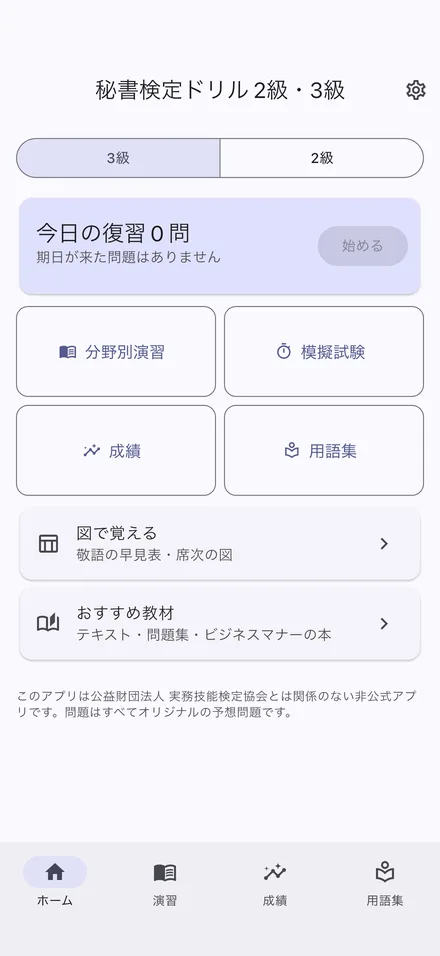 秘書検定ドリル 2級・3級
3級
2級
今日の復習 0 問
期日が来た問題はありません
始める
分野別演習
模擬試験
成績
用語集
図で覚える
敬語の早見表・席次の図
おすすめ教材
テキスト・問題集・ビジネスマナーの本
このアプリは公益財団法人 実務技能検定協会とは関係のない非公式アプ
リです。問題はすべてオリジナルの予想問題です。
ホーム
演習
成績
用語集